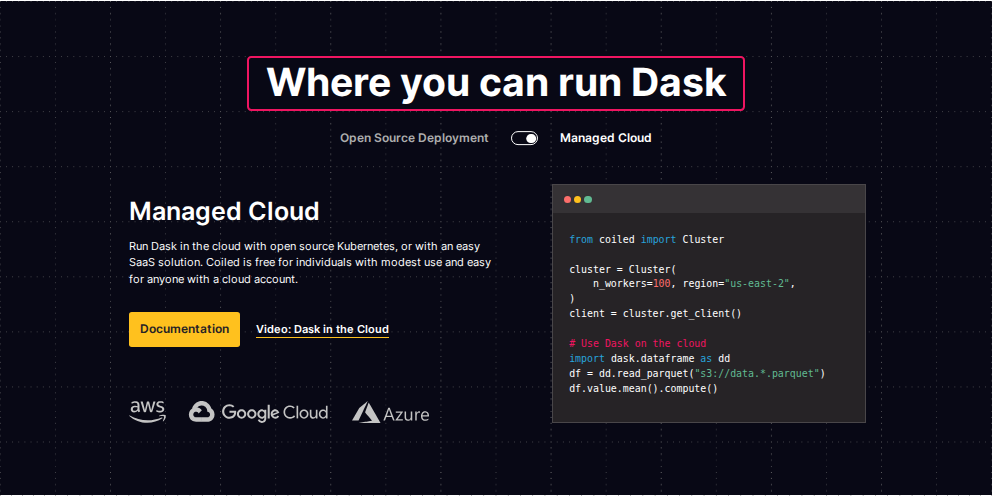 Where you can run Dask
Open Source Deployment Managed Cloud
Managed Cloud
Run Dask in the cloud with open source Kubernetes, or with an easy
SaaS solution. Coiled is free for individuals with modest use and easy
for anyone with a cloud account.
Documentation Video: Dask in the Cloud
aws Google Cloud Azure
from coiled import Cluster
cluster = Cluster(
    n_workers=100, region="us-east-2",
)
client = cluster.get_client()
# Use Dask on the cloud
import dask.dataframe as dd
df = dd.read_parquet("s3://data.*.parquet")
df.value.mean().compute()